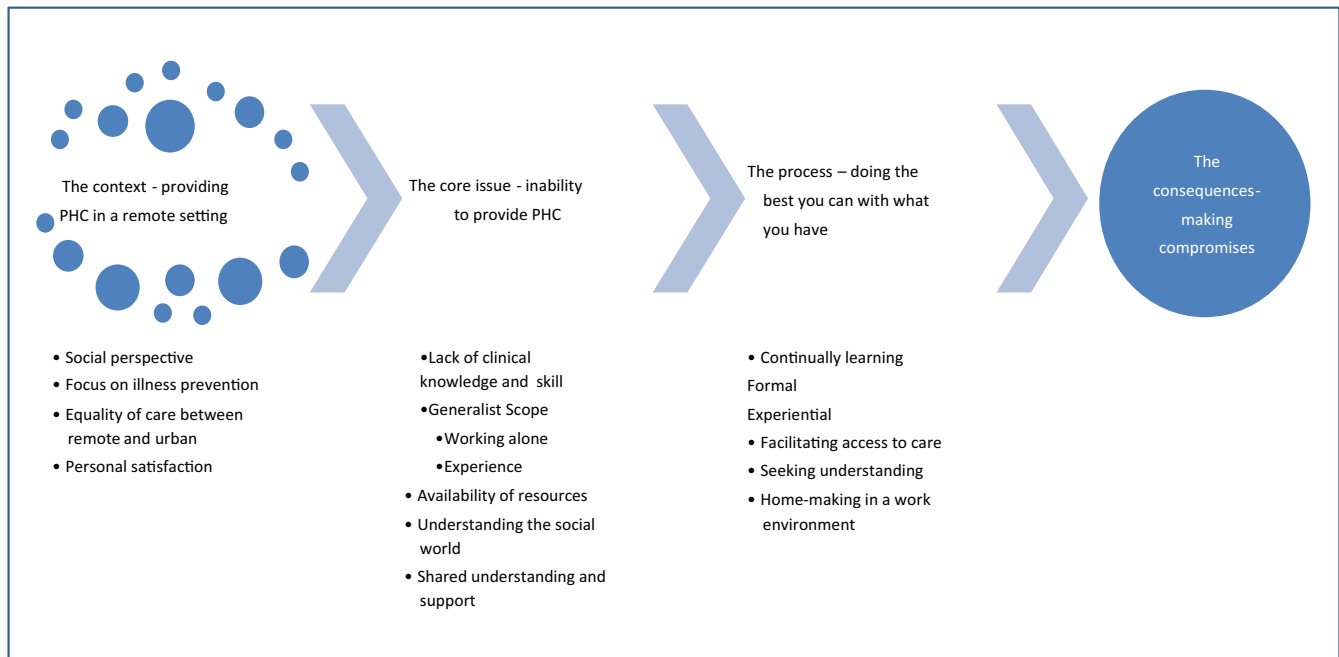 The context - providing
PHC in a remote setting
• Social perspective
• Focus on illness prevention
• Equality of care between
remote and urban
• Personal satisfaction
The core issue - inability
to provide PHC
•Lack of clinical
knowledge and skill
•Generalist Scope
•Working alone
•Experience
• Availability of resources
• Understanding the social
world
• Shared understanding and
support
The process – doing the
best you can with what
you have
• Continually learning
Formal
Experiential
• Facilitating access to care
• Seeking understanding
• Home-making in a work
environment
The
consequences-
making
compromises